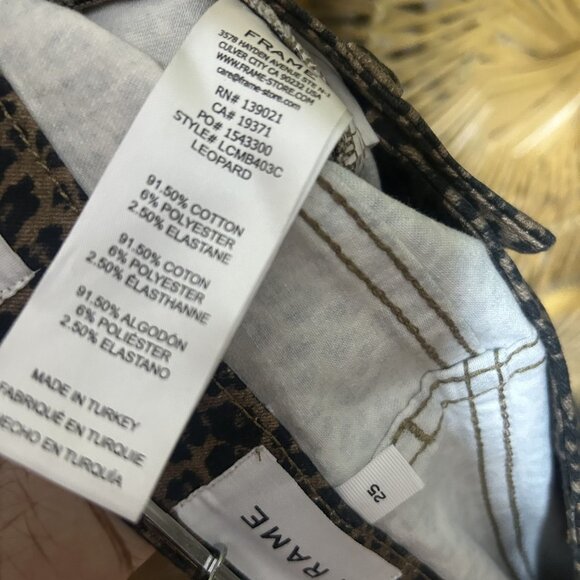 FRAME
3578 HAYDEN AVENUE STE N-3
CULVER CITY CA 90232 USA
WWW.FRAME-STORE.COM
care@frame-store.com
RN# 139021
CA# 19371
PO# 1543300
STYLE# LCMB403C
LEOPARD
91.50% COTTON
6% POLYESTER
2.50% ELASTANE
91.50% COTON
6% POLYESTER
2.50% ÉLASTHANNE
91.50% ALGODÓN
6% POLIÉSTER
2.50% ELASTANO
MADE IN TURKEY
FABRIQUÉ EN TURQUIE
HECHO EN TURQUÍA
25
FRAME